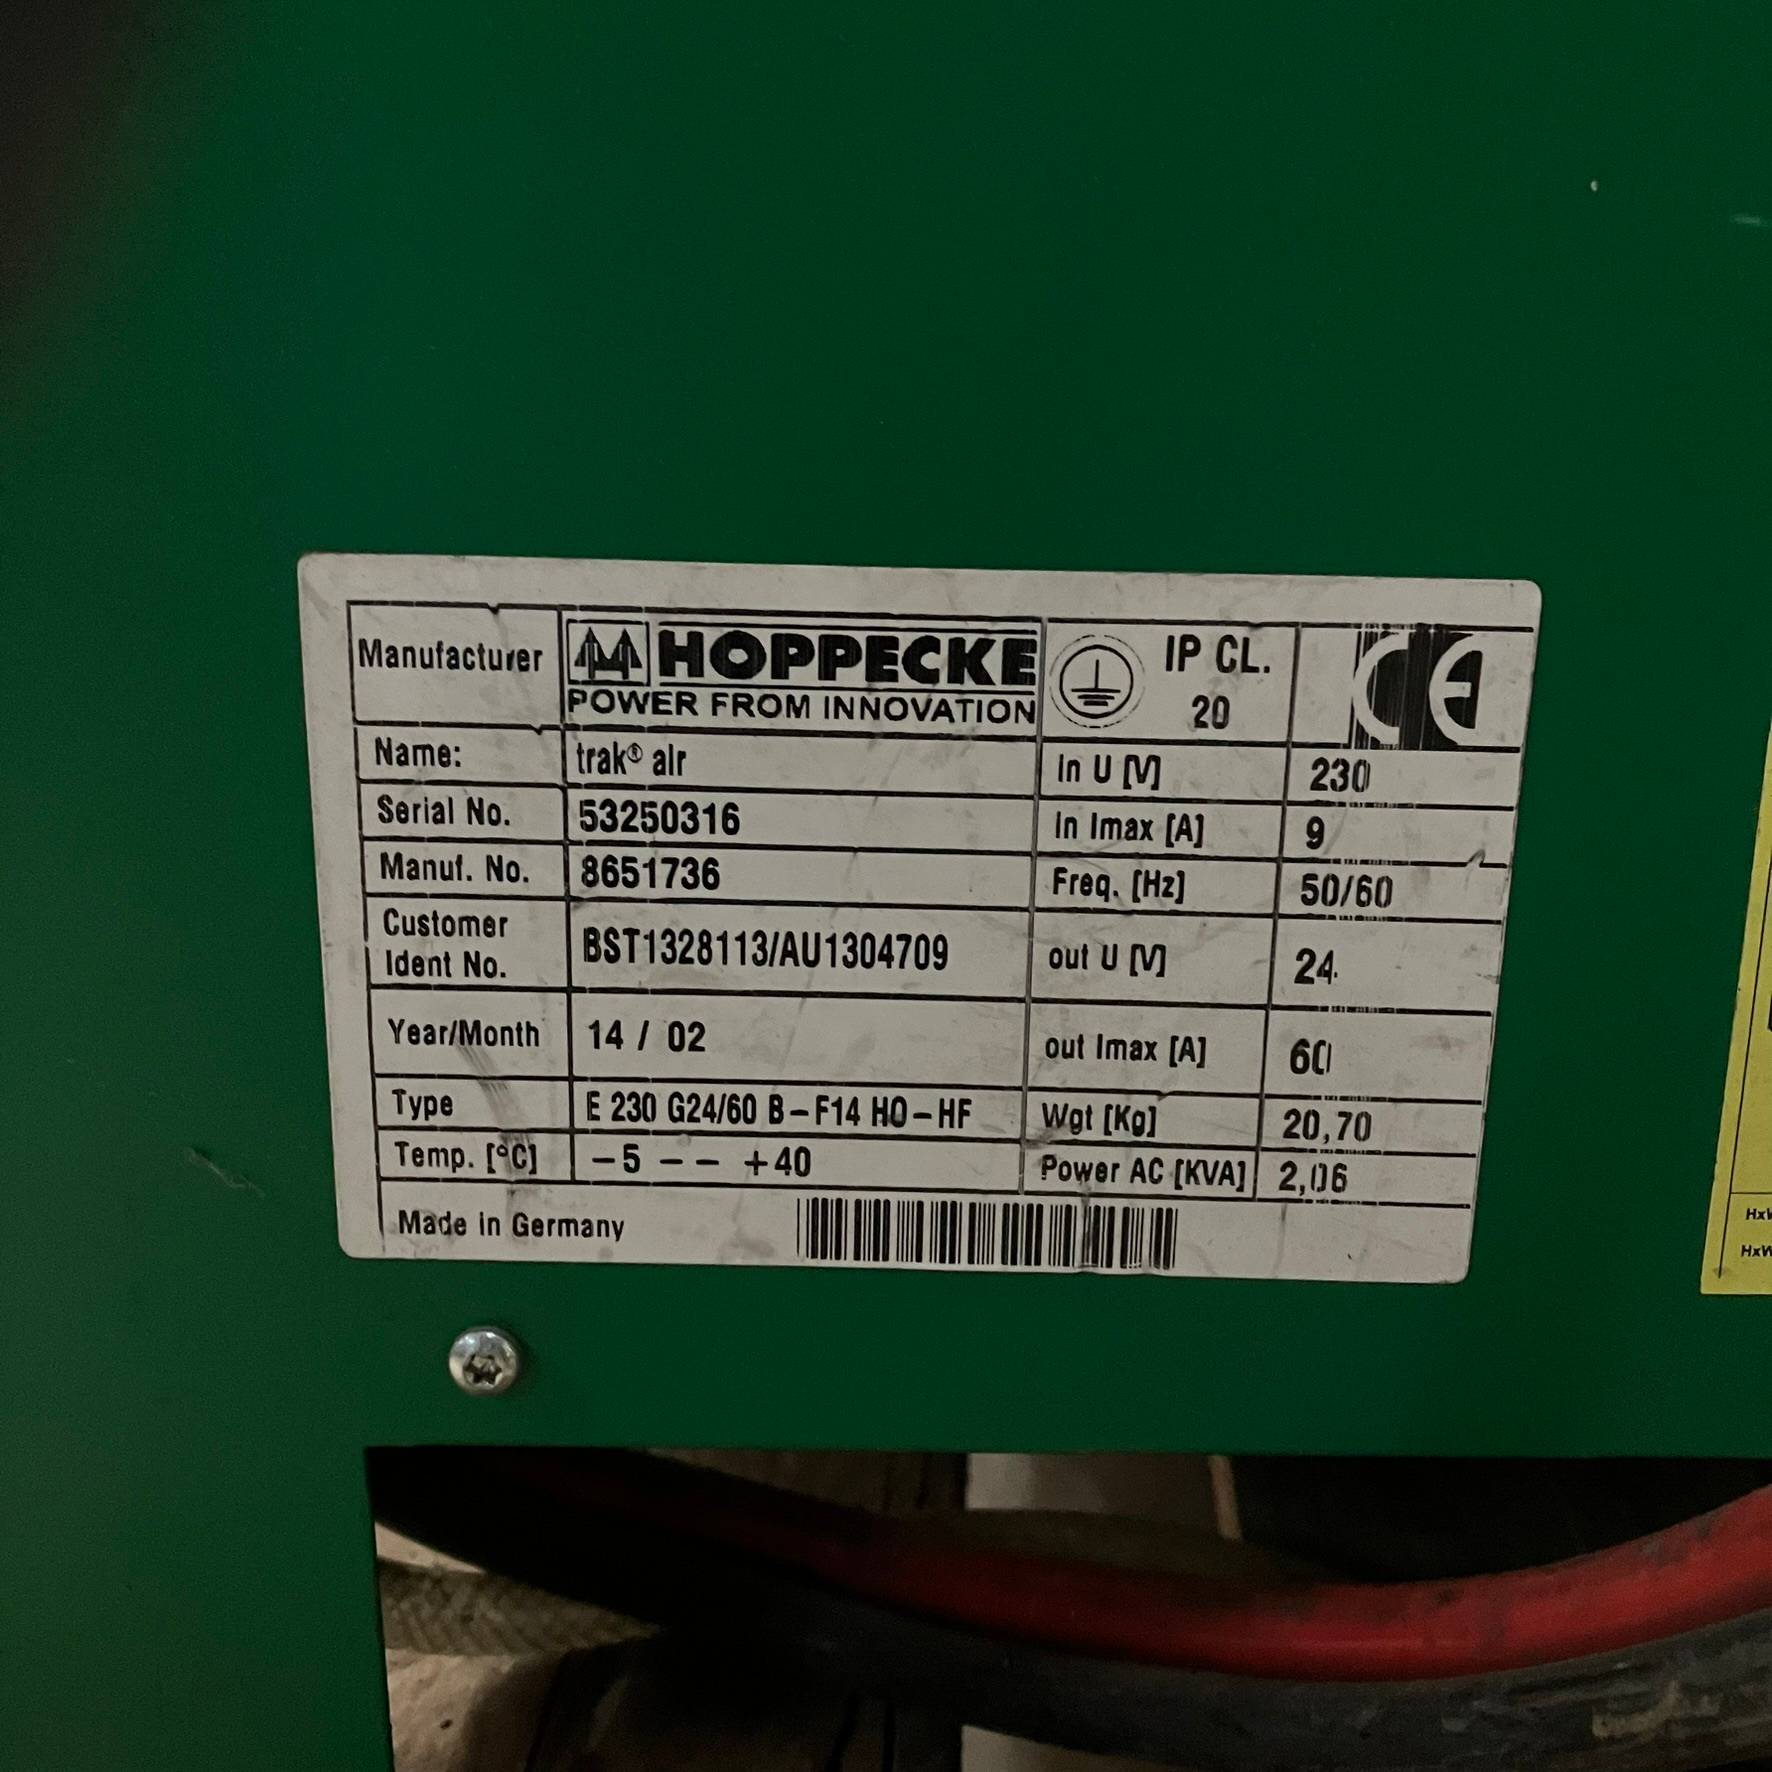 Manufacturer HOPPECKE IP CL. CE
POWER FROM INNOVATION 20
Name: trak® air In U [V] 230
Serial No. 53250316 In Imax [A] 9
Manuf. No. 8651736 Freq. [Hz] 50/60
Customer
Ident No. BST1328113/AU1304709 out U [V] 24
Year/Month 14 / 02 out Imax [A] 60
Type E 230 G24/60 B-F14 HO-HF Wgt [Kg] 20,70
Temp. [°C] -5 -- +40 Power AC [KVA] 2,06
Made in Germany